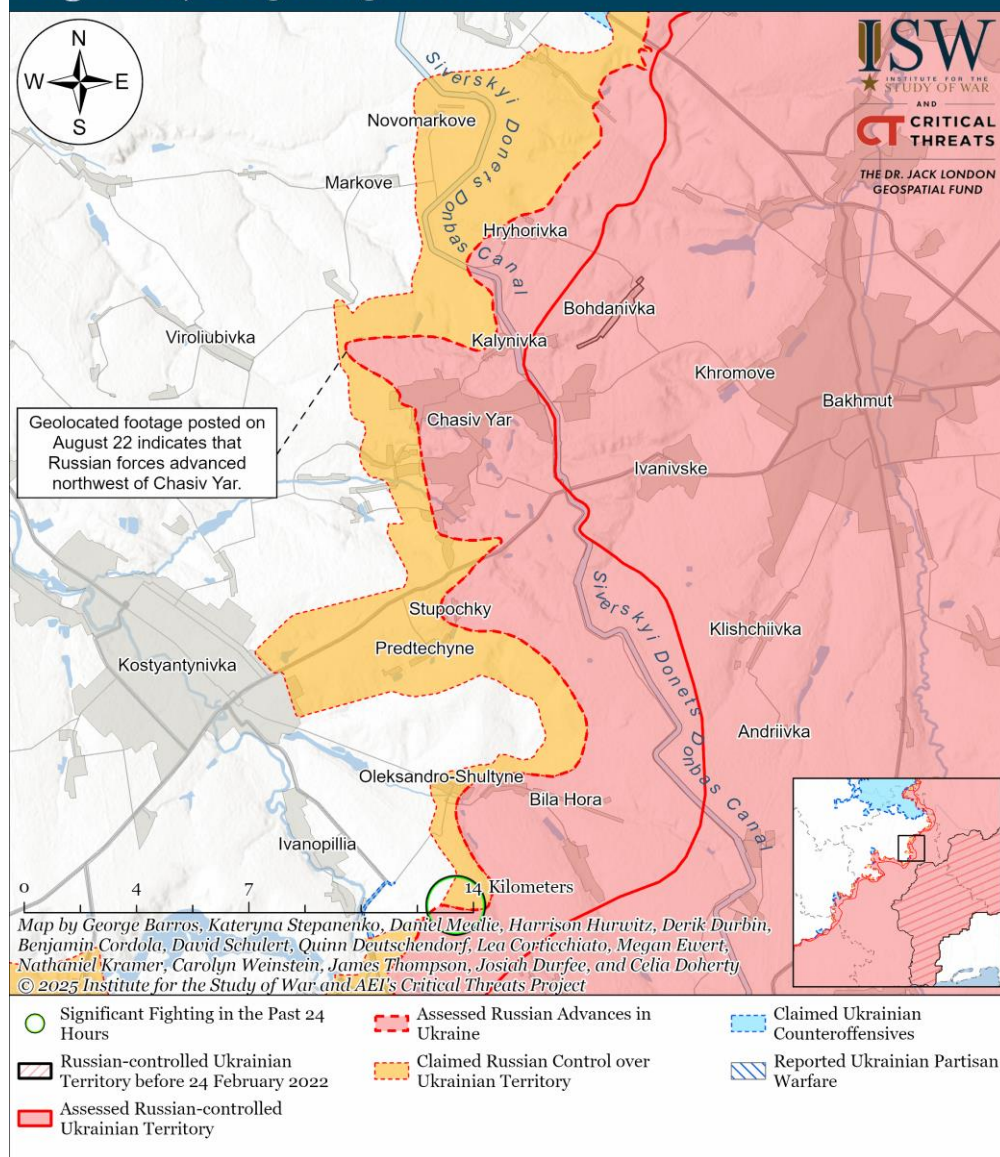 N
W
E
S
ISW
INSTITUTE FOR THE
STUDY OF WAR
AND
CT CRITICAL
THREATS
THE DR. JACK LONDON
GEOSPATIAL FUND
Siverskyi Donets Donbas Canal
Novomarkove
Markove
Hryhorivka
Bohdanivka
Viroliubivka
Kalynivka
Khromove
Bakhmut
Chasiv Yar
Geolocated footage posted on
August 22 indicates that
Russian forces advanced
northwest of Chasiv Yar.
Ivanivske
Siverskyi Donets Donbas Canal
Stupochky
Klishchiivka
Predtechyne
Kostyantynivka
Andriivka
Oleksandro-Shultyne
Bila Hora
Ivanopillia
0 4 7 14 Kilometers
Map by George Barros, Kateryna Stepanenko, Daniel Mealie, Harrison Hurwitz, Derik Durbin,
Benjamin Cordola, David Schulert, Quinn Deutschendorf, Lea Corticchiato, Megan Ewert,
Nathaniel Kramer, Carolyn Weinstein, James Thompson, Josiah Durfee, and Celia Doherty
© 2025 Institute for the Study of War and AEI's Critical Threats Project
Significant Fighting in the Past 24
Hours
Russian-controlled Ukrainian
Territory before 24 February 2022
Assessed Russian-controlled
Ukrainian Territory
Assessed Russian Advances in
Ukraine
Claimed Russian Control over
Ukrainian Territory
Claimed Ukrainian
Counteroffensives
Reported Ukrainian Partisan
Warfare